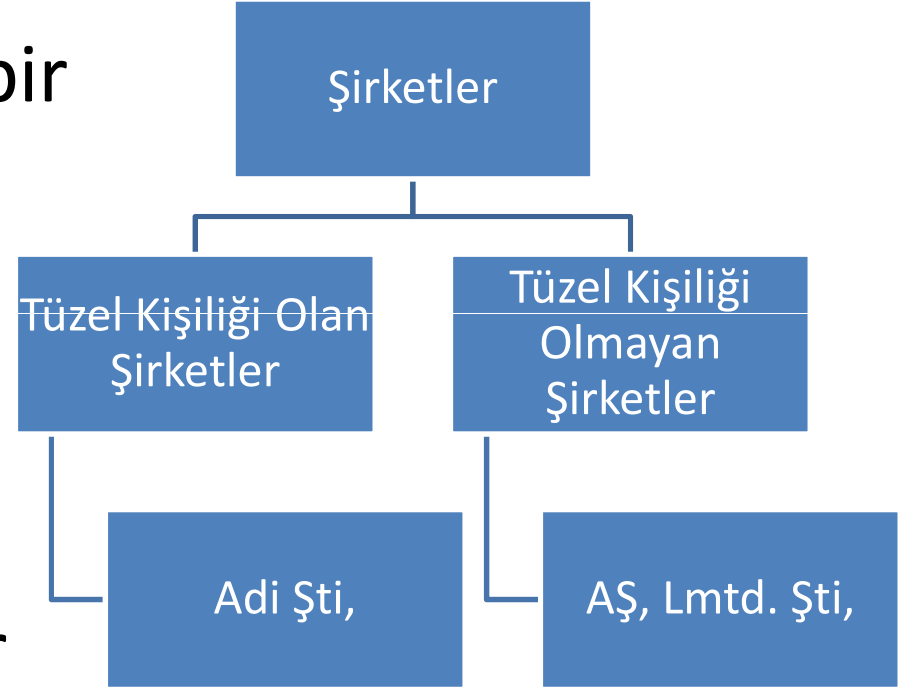 bir
Şirketler
Tüzel Kişiliği Olan
Şirketler
Tüzel Kişiliği
Olmayan
Şirketler
Adi Şti,
AŞ, Lmtd. Şti,